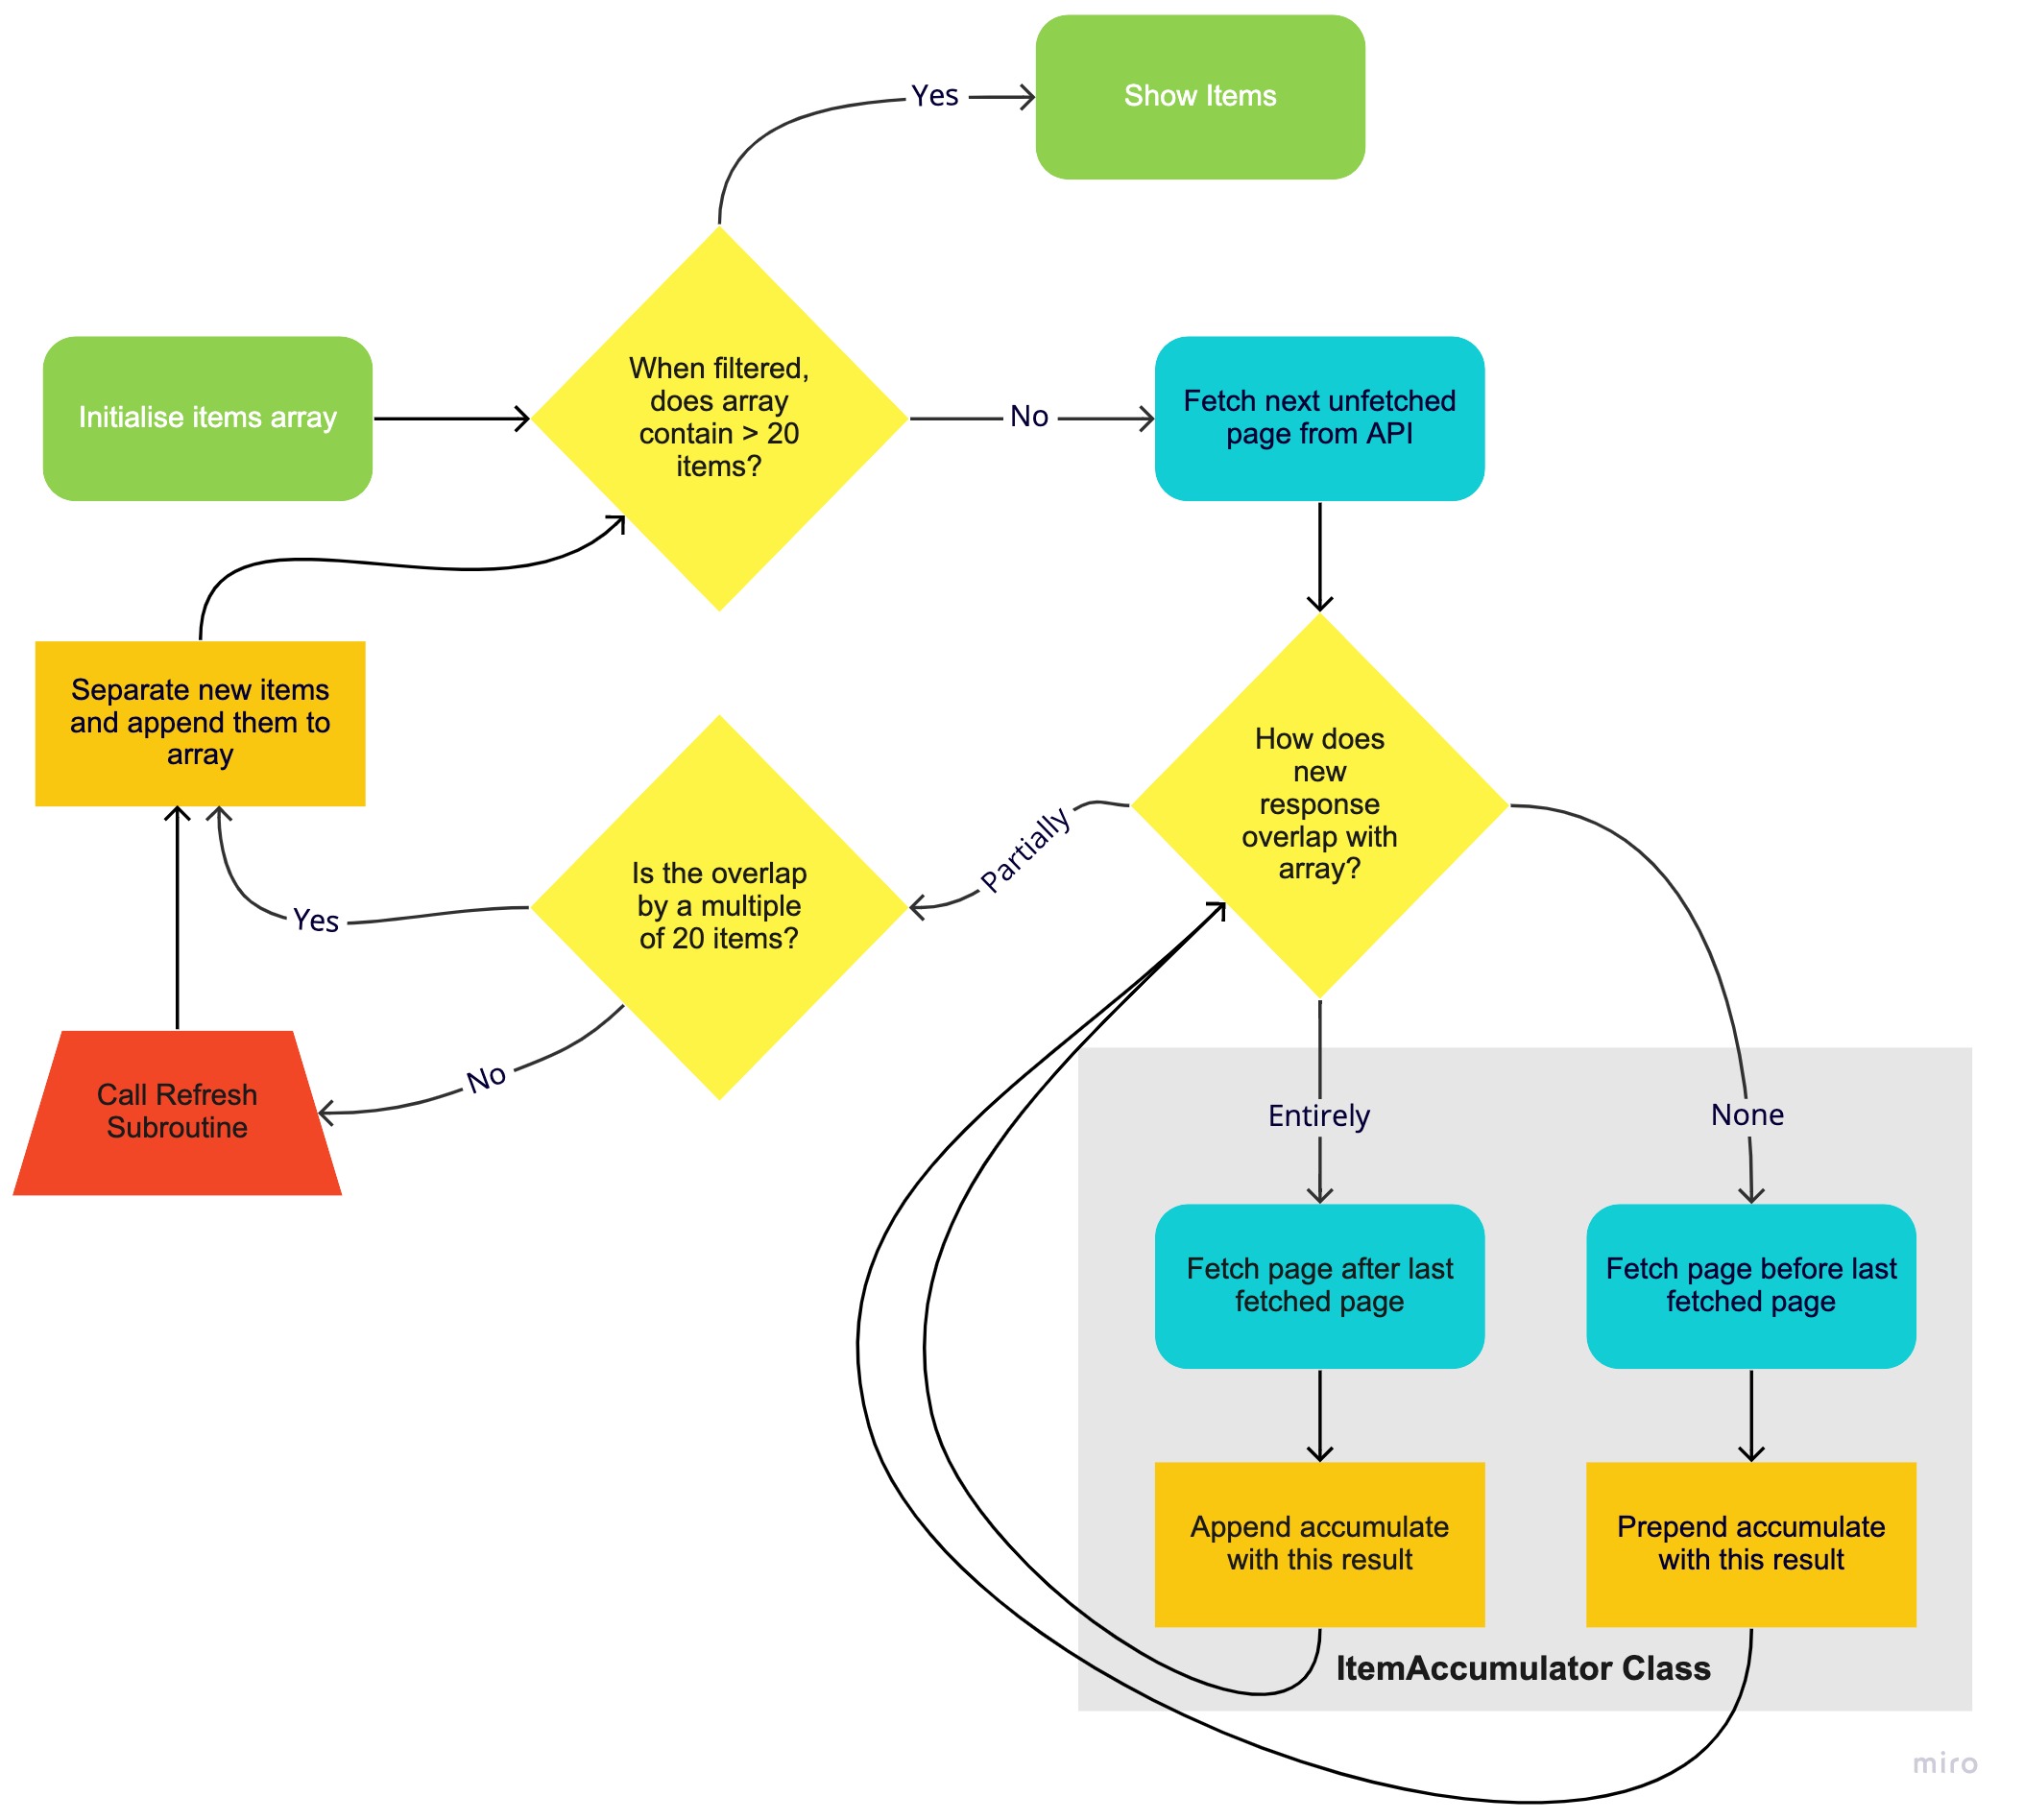 Yes
Show Items
Initialise items array
When filtered,
does array
contain > 20
items?
No
Fetch next unfetched
page from API
Separate new items
and append them to
array
How does
new
response
overlap with
array?
Partially
Is the overlap
by a multiple
of 20 items?
Yes
No
Call Refresh
Subroutine
Entirely
None
Fetch page after last
fetched page
Fetch page before last
fetched page
Append accumulate
with this result
Prepend accumulate
with this result
ItemAccumulator Class
miro